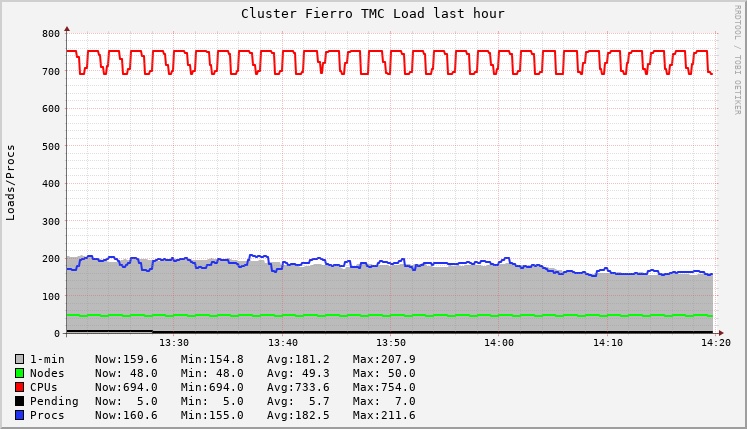 Cluster Fierro TMC Load last hour
RRDTOOL / TOBI OETIKER
Loads/Procs
800
700
600
500
400
300
200
100
0
13:30 13:40 13:50 14:00 14:10 14:20
1-min Now:159.6 Min:154.8 Avg:181.2 Max:207.9
Nodes Now: 48.0 Min: 48.0 Avg: 49.3 Max: 50.0
CPUs Now:694.0 Min:694.0 Avg:733.6 Max:754.0
Pending Now: 5.0 Min: 5.0 Avg: 5.7 Max: 7.0
Procs Now:160.6 Min:155.0 Avg:182.5 Max:211.6